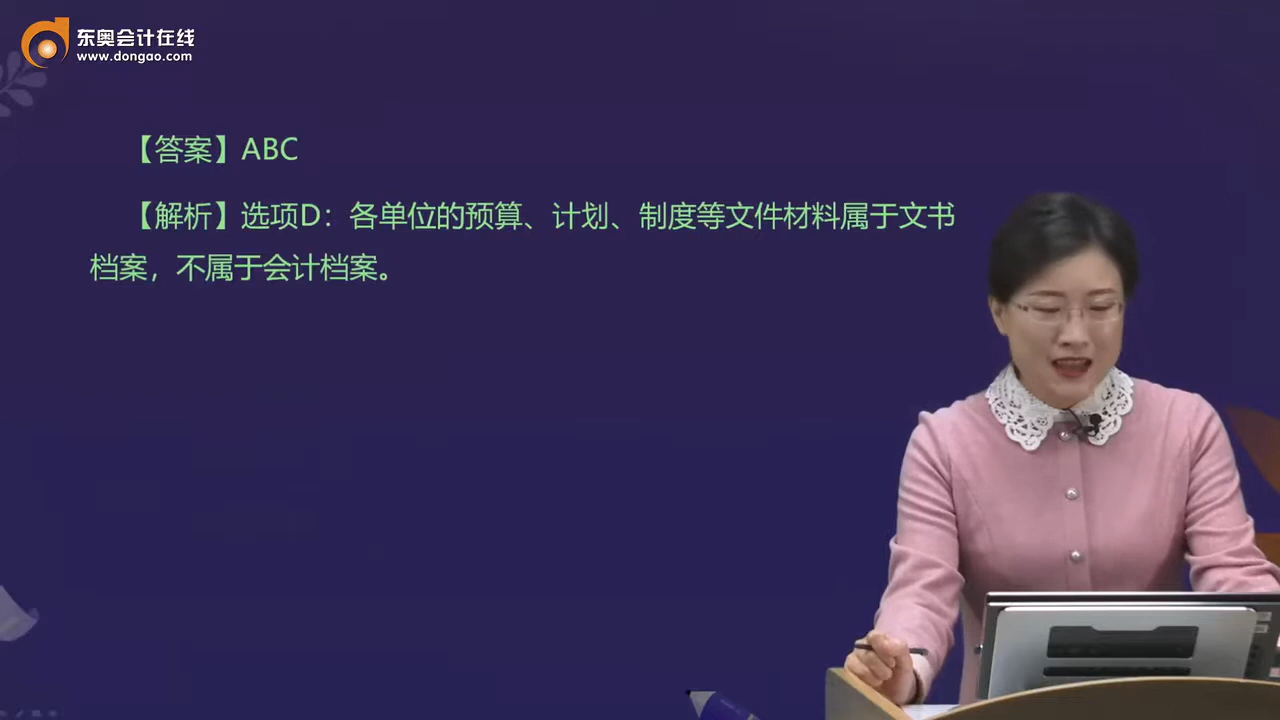 东奥会计在线
www.dongao.com
【答案】ABC
【解析】选项D：各单位的预算、计划、制度等文件材料属于文书
档案，不属于会计档案。